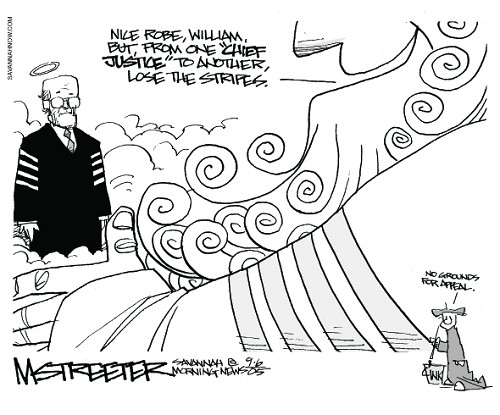 SAVANNAHNOW.COM
NICE ROBE, WILLIAM.
BUT, FROM ONE "CHIEF
JUSTICE" TO ANOTHER,
LOSE THE STRIPES.
NO GROUNDS
FOR APPEAL.
INK
M.STREETER
SAVANNAH @ 9.6
MORNING NEWS 05